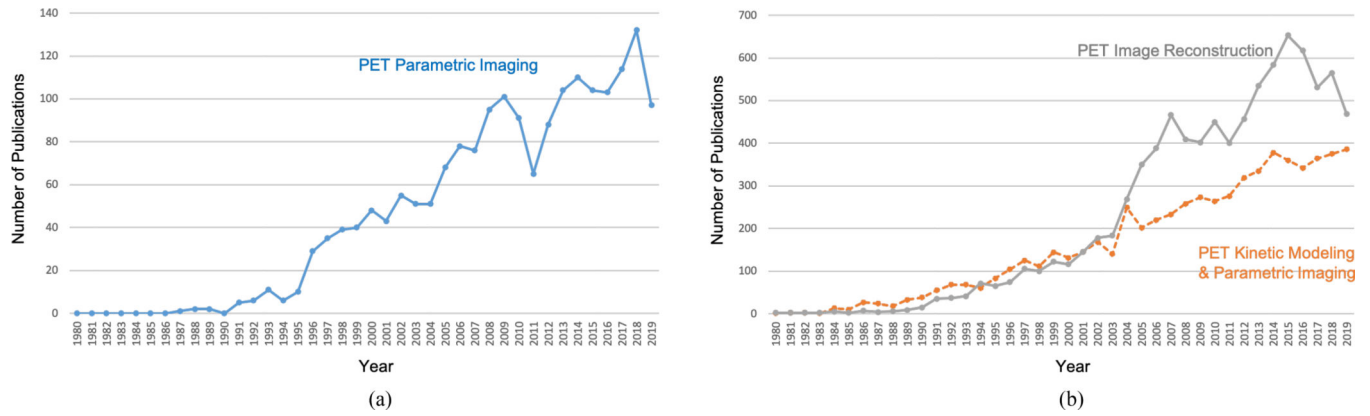 140
120
100
80
60
40
20
0
Number of Publications
PET Parametric Imaging
1980 1981 1982 1983 1984 1985 1986 1987 1988 1989 1990 1991 1992 1993 1994 1995 1996 1997 1998 1999 2000 2001 2002 2003 2004 2005 2006 2007 2008 2009 2010 2011 2012 2013 2014 2015 2016 2017 2018 2019
Year
(a)
700
600
500
400
300
200
100
0
Number of Publications
PET Image Reconstruction
PET Kinetic Modeling
& Parametric Imaging
1980 1981 1982 1983 1984 1985 1986 1987 1988 1989 1990 1991 1992 1993 1994 1995 1996 1997 1998 1999 2000 2001 2002 2003 2004 2005 2006 2007 2008 2009 2010 2011 2012 2013 2014 2015 2016 2017 2018 2019
Year
(b)